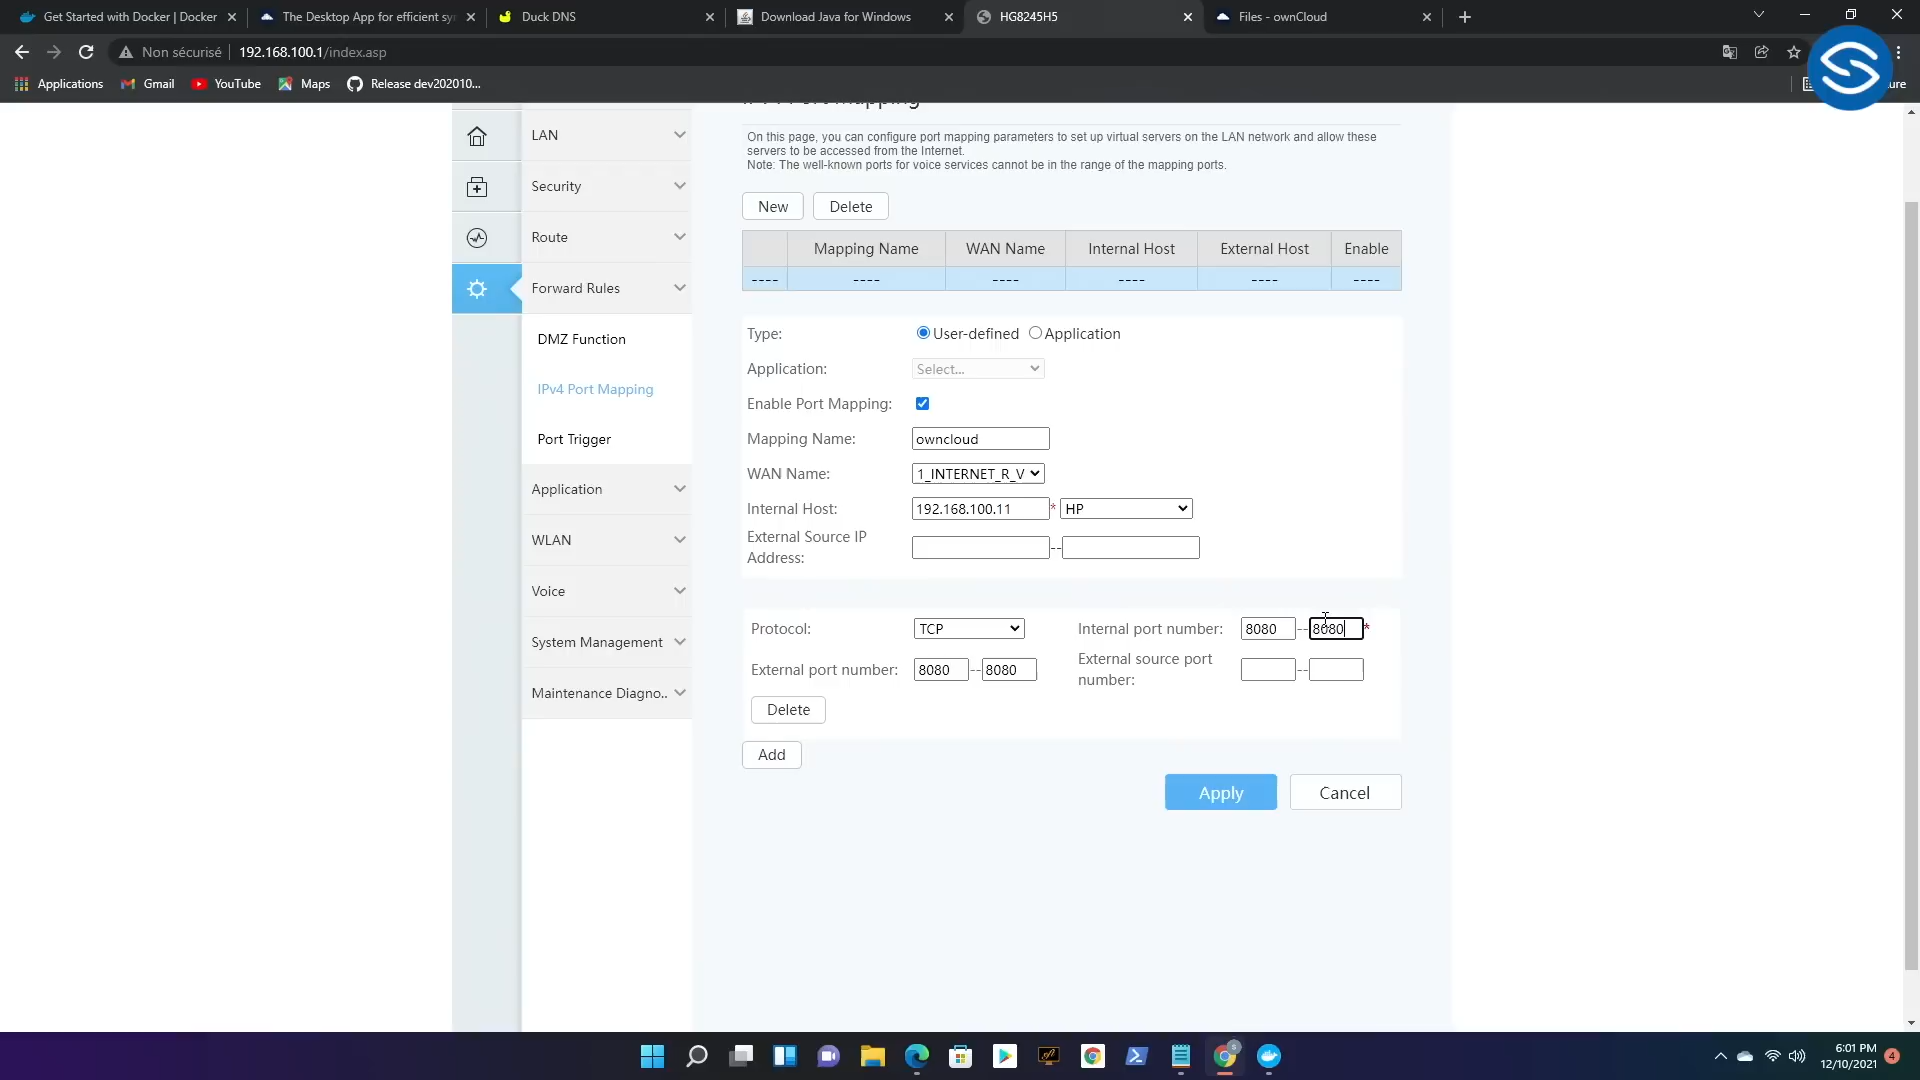 Get Started with Docker | Docker
The Desktop App for efficient syn
Duck DNS
Download Java for Windows
HG8245H5
Files - ownCloud
Non sécurisé
192.168.100.1/index.asp
Applications
Gmail
YouTube
Maps
Release dev202010...
On this page, you can configure port mapping parameters to set up virtual servers on the LAN network and allow these
servers to be accessed from the Internet.
Note: The well-known ports for voice services cannot be in the range of the mapping ports.
LAN
Security
Route
Forward Rules
DMZ Function
IPv4 Port Mapping
Port Trigger
Application
WLAN
Voice
System Management
Maintenance Diagno..
New
Delete
Mapping Name WAN Name Internal Host External Host Enable
---- ---- ---- ---- ---- ----
Type: User-defined Application
Application: Select...
Enable Port Mapping:
Mapping Name: owncloud
WAN Name: 1_INTERNET_R_V
Internal Host: 192.168.100.11 * HP
External Source IP
Address: --
Protocol: TCP Internal port number: 8080 -- 8080 *
External port number: 8080 -- 8080 External source port
number: --
Delete
Add
Apply
Cancel
6:01 PM
12/10/2021
4